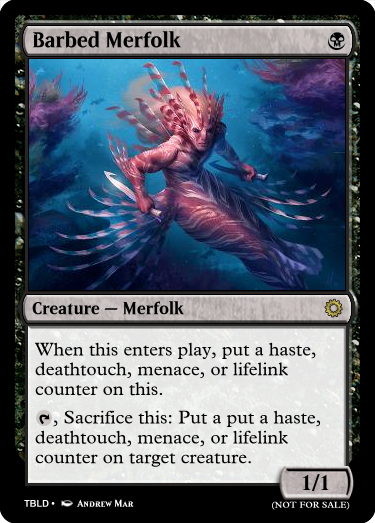 Barbed Merfolk
Creature — Merfolk
When this enters play, put a haste,
deathtouch, menace, or lifelink
counter on this.
, Sacrifice this: Put a put a haste,
deathtouch, menace, or lifelink
counter on target creature.
1/1
TBLD • Andrew Mar
(NOT FOR SALE)